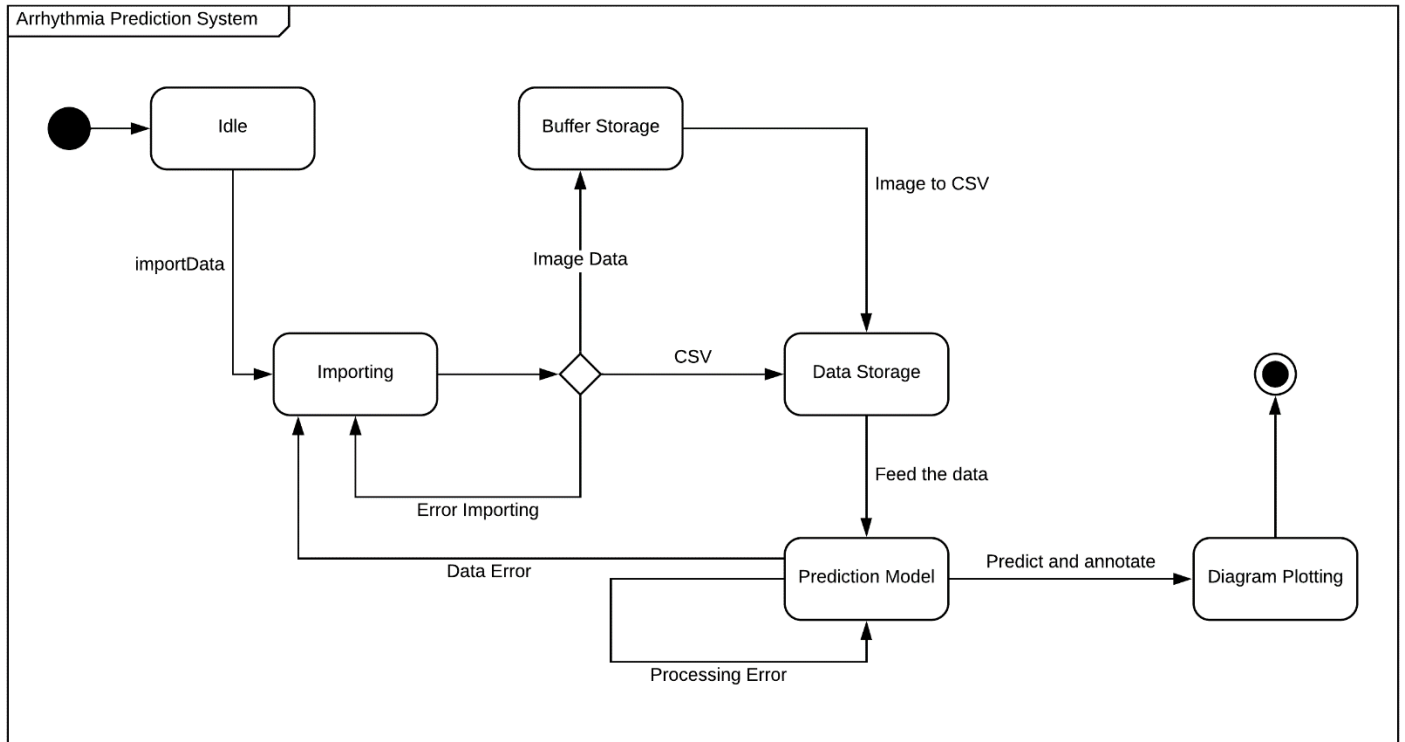 Arrhythmia Prediction System
Idle
Buffer Storage
Image to CSV
importData
Image Data
Importing
CSV
Data Storage
Error Importing
Feed the data
Data Error
Prediction Model
Predict and annotate
Diagram Plotting
Processing Error